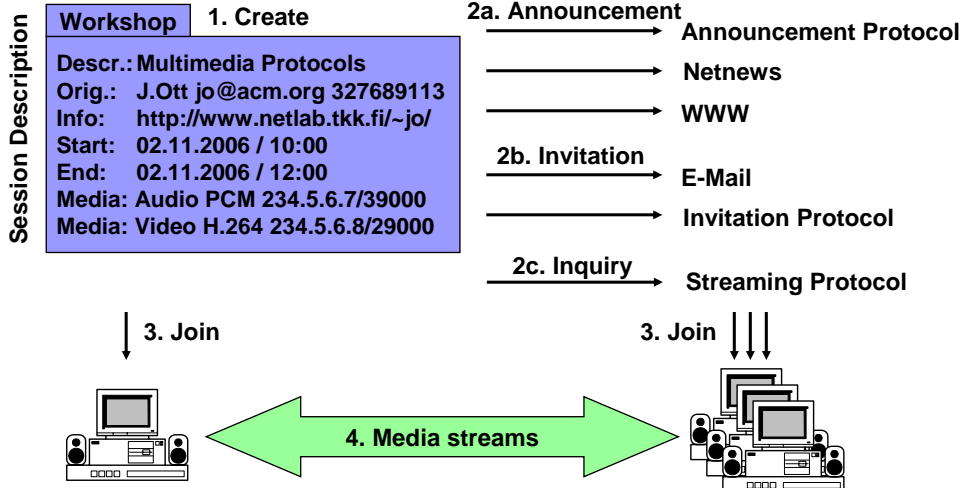 Session Description
Workshop
1. Create
Descr.: Multimedia Protocols
Orig.: J.Ott jo@acm.org 327689113
Info: http://www.netlab.tkk.fi/~jo/
Start: 02.11.2006 / 10:00
End: 02.11.2006 / 12:00
Media: Audio PCM 234.5.6.7/39000
Media: Video H.264 234.5.6.8/29000
2a. Announcement
Announcement Protocol
Netnews
WWW
2b. Invitation
E-Mail
Invitation Protocol
2c. Inquiry
Streaming Protocol
3. Join
3. Join
4. Media streams